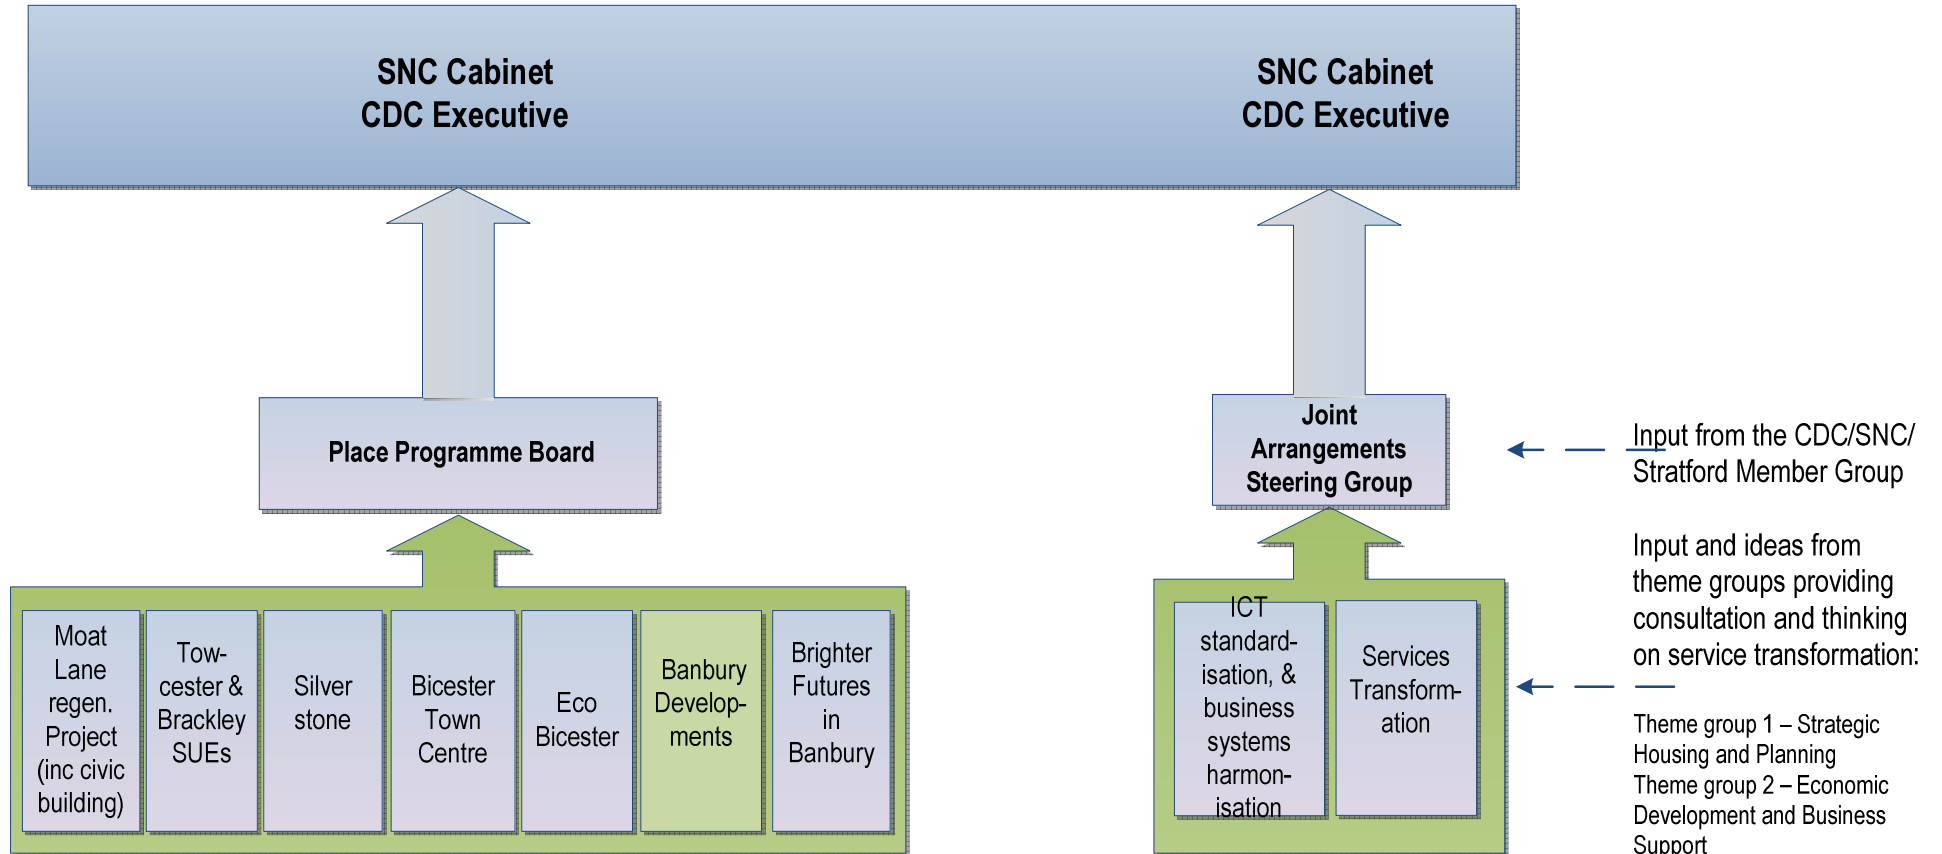 SNC Cabinet
CDC Executive
SNC Cabinet
CDC Executive
Place Programme Board
Joint
Arrangements
Steering Group
Input from the CDC/SNC/
Stratford Member Group
Input and ideas from
theme groups providing
consultation and thinking
on service transformation:
Theme group 1 – Strategic
Housing and Planning
Theme group 2 – Economic
Development and Business
Support
Moat
Lane
regen.
Project
(inc civic
building)
Tow-
cester &
Brackley
SUEs
Silver
stone
Bicester
Town
Centre
Eco
Bicester
Banbury
Develop-
ments
Brighter
Futures
in
Banbury
ICT
standard-
isation, &
business
systems
harmon-
isation
Services
Transform-
ation